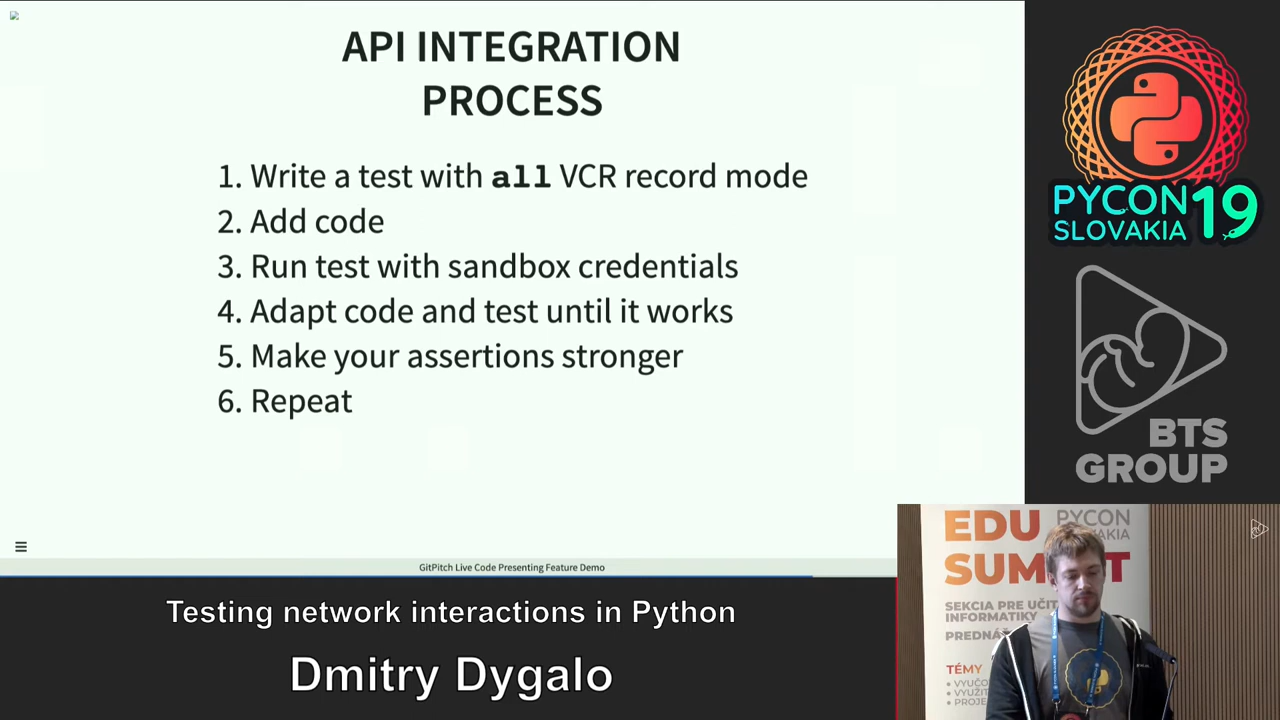 API INTEGRATION
PROCESS
1. Write a test with all VCR record mode
2. Add code
3. Run test with sandbox credentials
4. Adapt code and test until it works
5. Make your assertions stronger
6. Repeat
GitPitch Live Code Presenting Feature Demo
Testing network interactions in Python
Dmitry Dygalo
PYCON 19
SLOVAKIA
BTS
GROUP
EDU PYCON
SUM T
SEKCIA PRE UČIT
INFORMATIKY
PREDNÁ
TÉMY